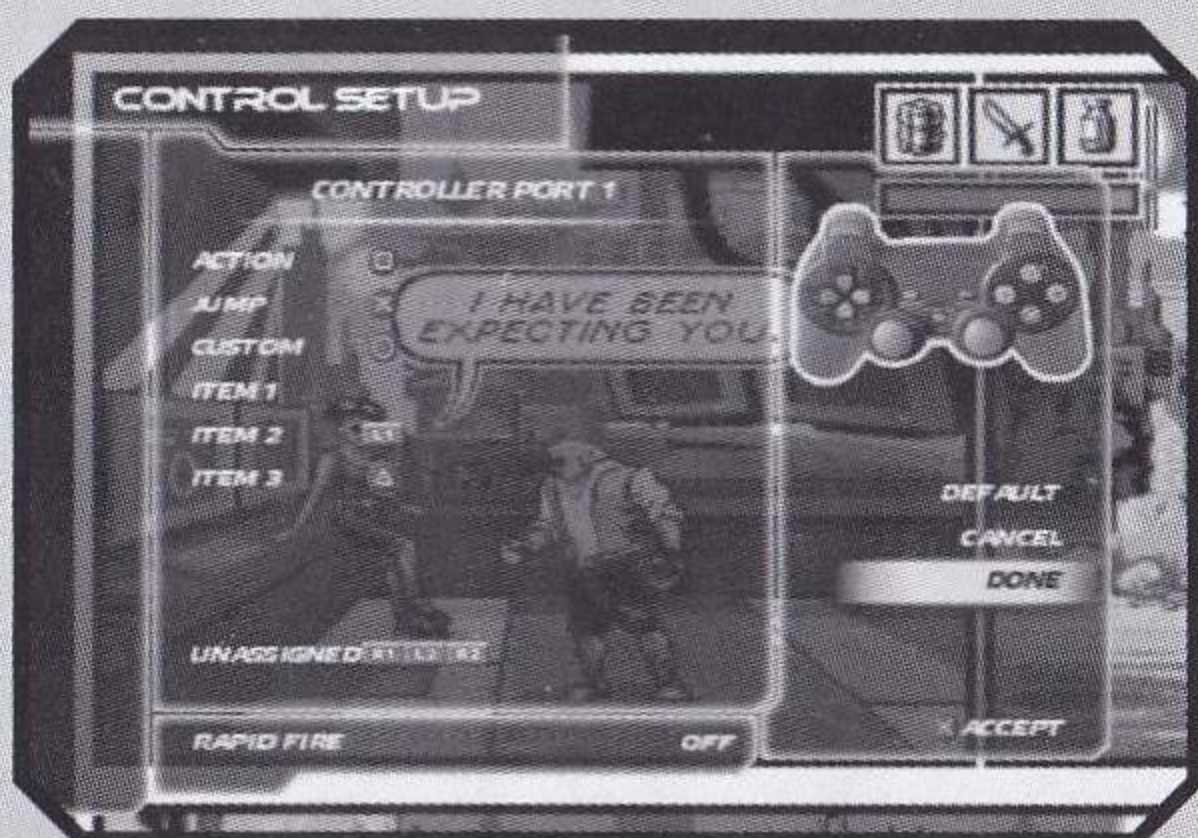 CONTROL SETUP
CONTROLLER PORT 1
ACTION
JUMP
CUSTOM
ITEM 1
ITEM 2
ITEM 3
I HAVE BEEN
EXPECTING YOU.
UNASSIGNED
RAPID FIRE OFF
DEFAULT
CANCEL
DONE
ACCEPT